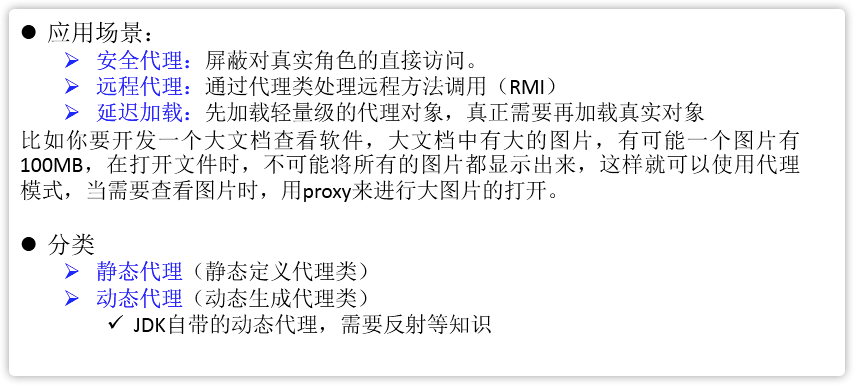 ● 应用场景：
➢ 安全代理：屏蔽对真实角色的直接访问。
➢ 远程代理：通过代理类处理远程方法调用（RMI）
➢ 延迟加载：先加载轻量级的代理对象，真正需要再加载真实对象
比如你要开发一个大文档查看软件，大文档中有大的图片，有可能一个图片有
100MB，在打开文件时，不可能将所有的图片都显示出来，这样就可以使用代理
模式，当需要查看图片时，用proxy来进行大图片的打开。
● 分类
➢ 静态代理（静态定义代理类）
➢ 动态代理（动态生成代理类）
✓ JDK自带的动态代理，需要反射等知识